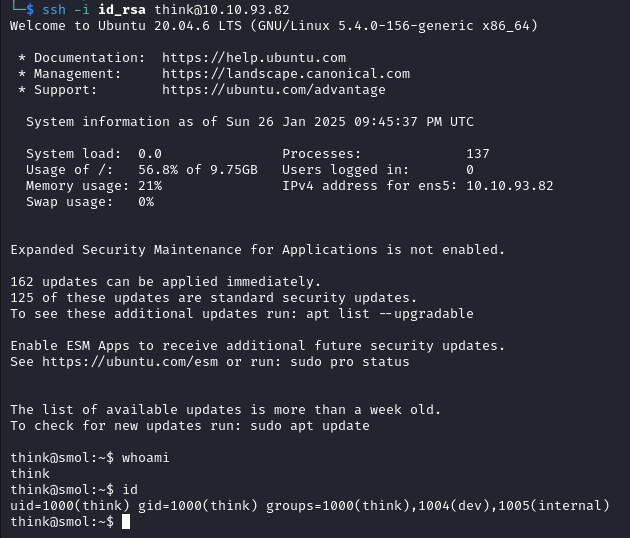 └─$ ssh -i id_rsa think@10.10.93.82
Welcome to Ubuntu 20.04.6 LTS (GNU/Linux 5.4.0-156-generic x86_64)
* Documentation:  https://help.ubuntu.com
* Management:     https://landscape.canonical.com
* Support:        https://ubuntu.com/advantage
System information as of Sun 26 Jan 2025 09:45:37 PM UTC
System load:  0.0               Processes:             137
Usage of /:   56.8% of 9.75GB   Users logged in:       0
Memory usage: 21%               IPv4 address for ens5: 10.10.93.82
Swap usage:   0%
Expanded Security Maintenance for Applications is not enabled.
162 updates can be applied immediately.
125 of these updates are standard security updates.
To see these additional updates run: apt list --upgradable
Enable ESM Apps to receive additional future security updates.
See https://ubuntu.com/esm or run: sudo pro status
The list of available updates is more than a week old.
To check for new updates run: sudo apt update
think@smol:~$ whoami
think
think@smol:~$ id
uid=1000(think) gid=1000(think) groups=1000(think),1004(dev),1005(internal)
think@smol:~$